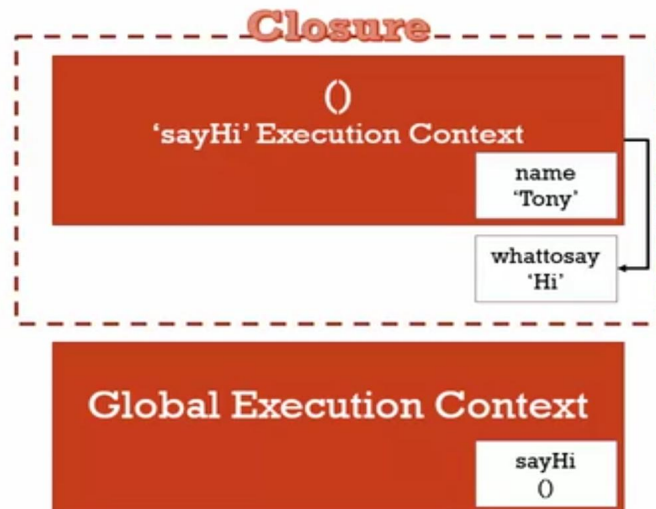 Closure
()
‘sayHi’ Execution Context
name
‘Tony’
whattosay
‘Hi’
Global Execution Context
sayHi
()